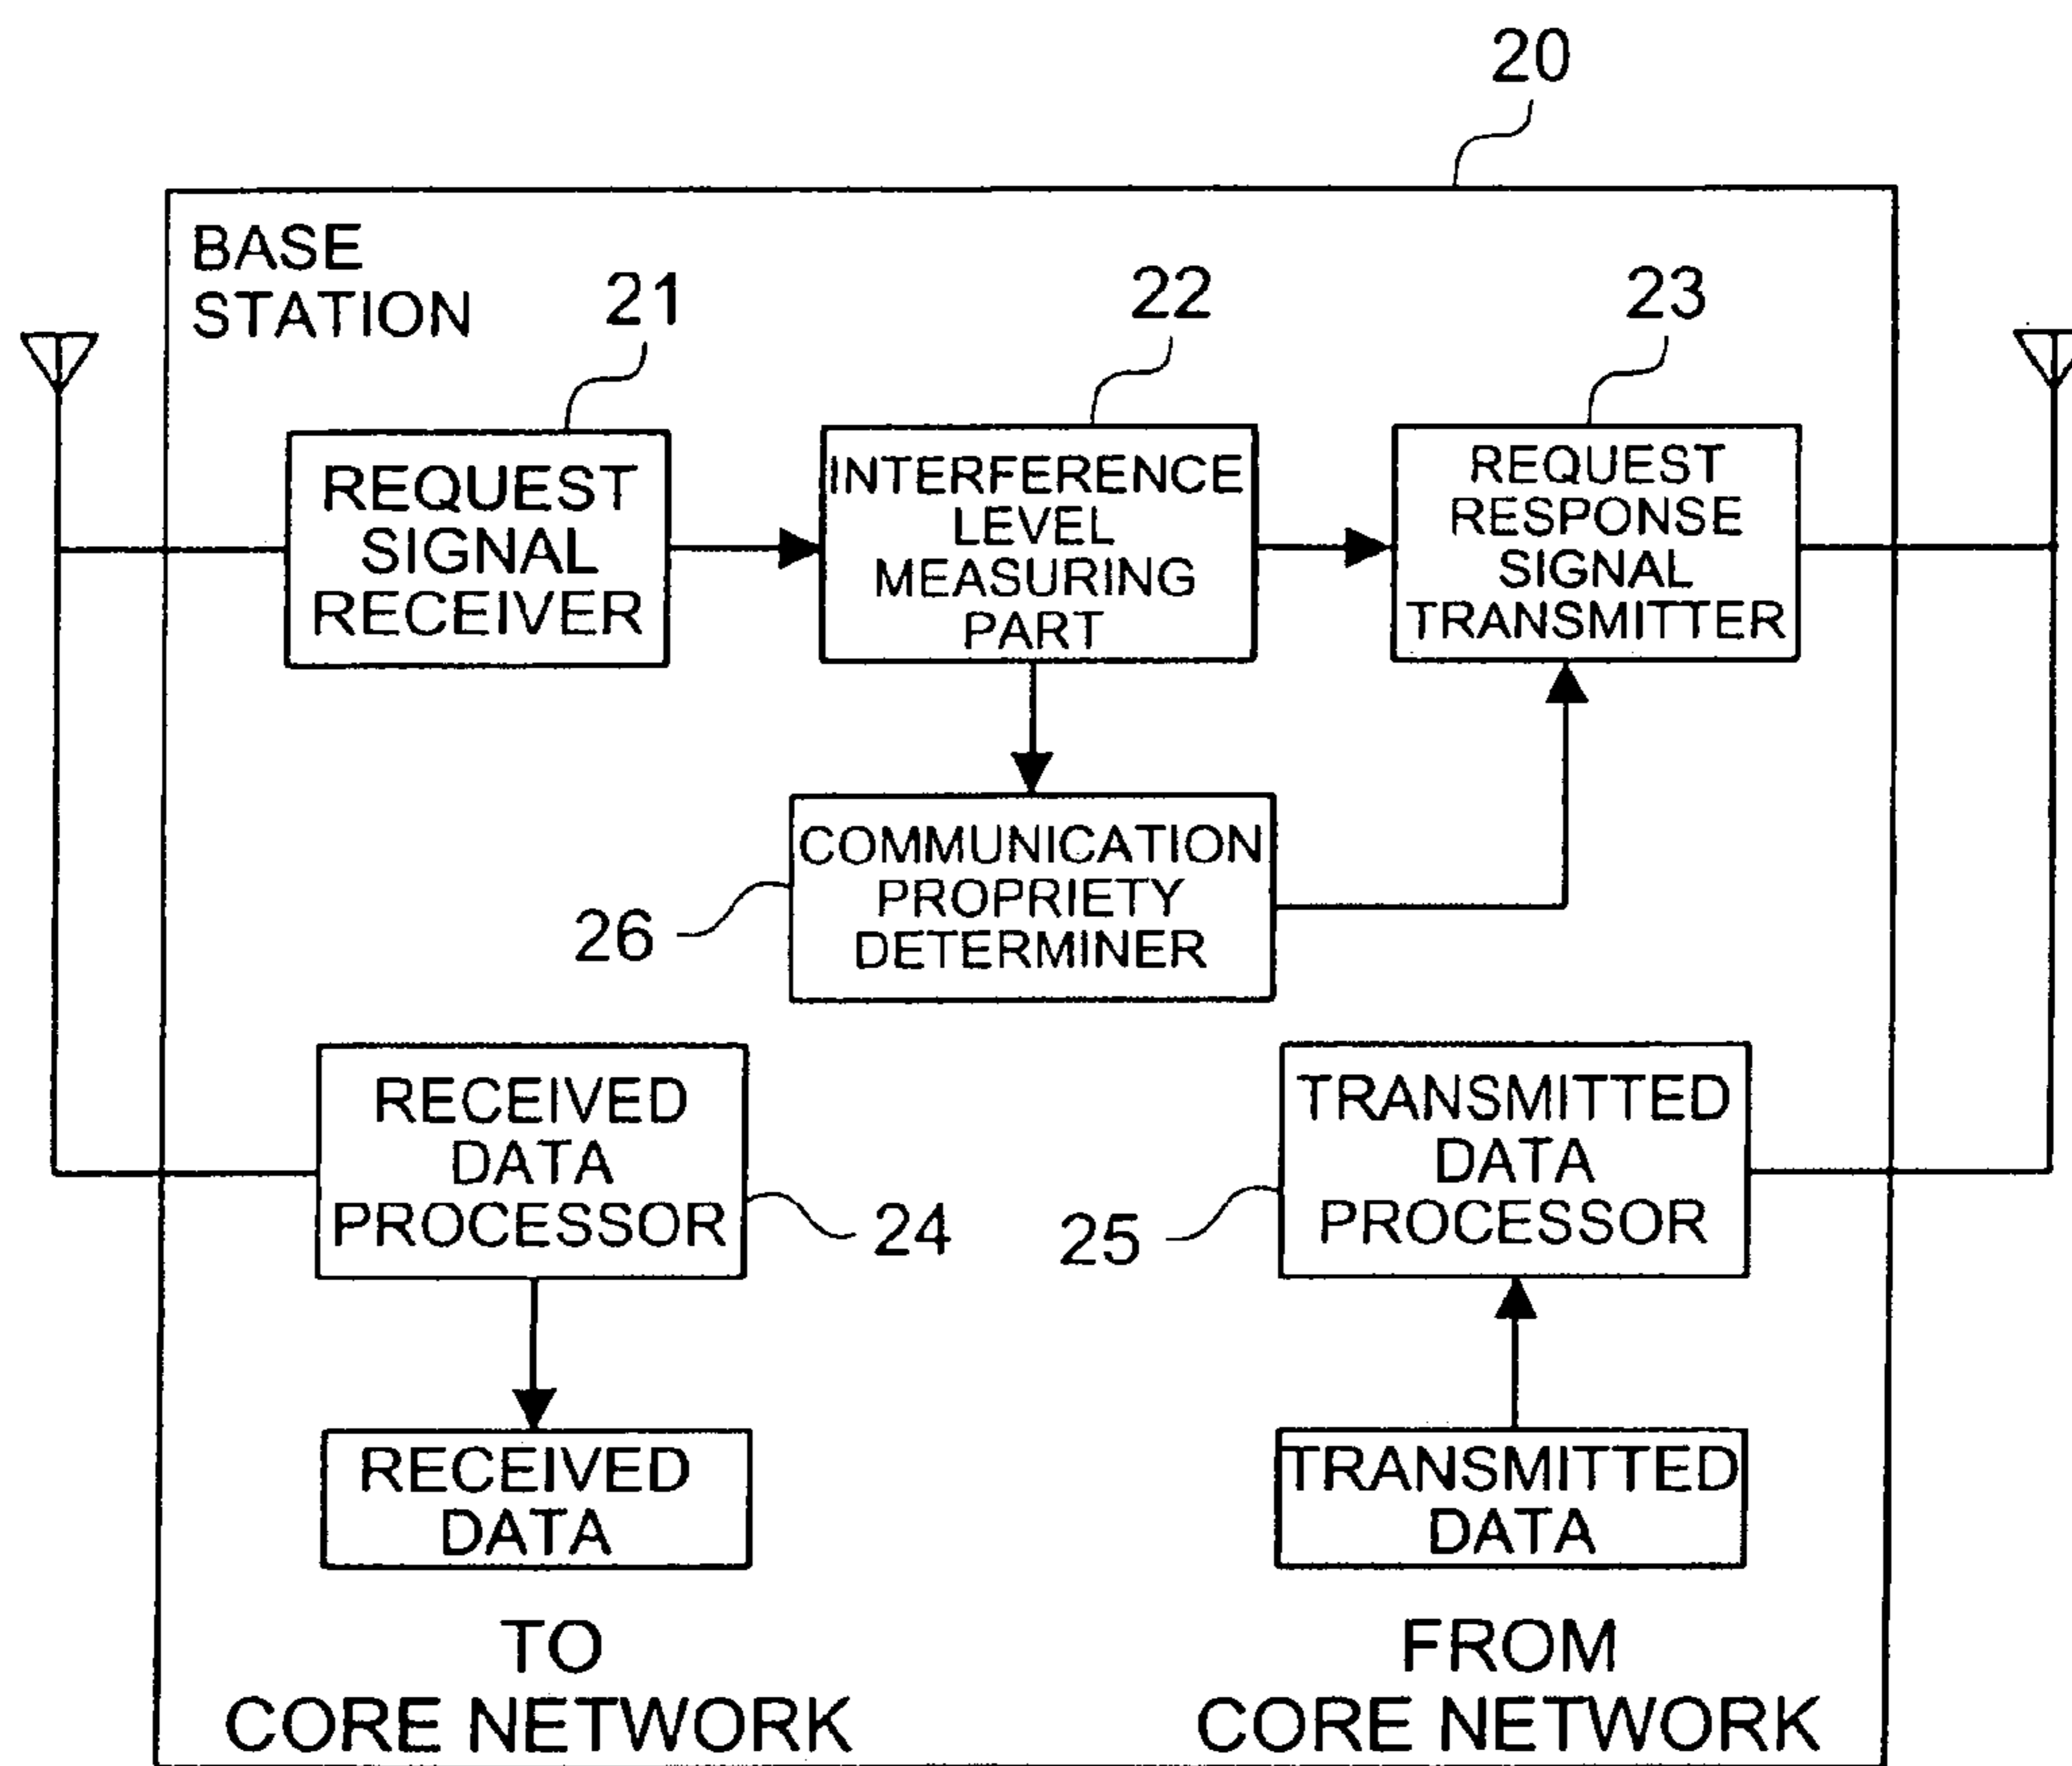 20
BASE
STATION
21
22
23
REQUEST
SIGNAL
RECEIVER
INTERFERENCE
LEVEL
MEASURING
PART
REQUEST
RESPONSE
SIGNAL
TRANSMITTER
COMMUNICATION
PROPRIETY
DETERMINER
26
RECEIVED
DATA
PROCESSOR
24
25
TRANSMITTED
DATA
PROCESSOR
RECEIVED
DATA
TRANSMITTED
DATA
TO
CORE NETWORK
FROM
CORE NETWORK